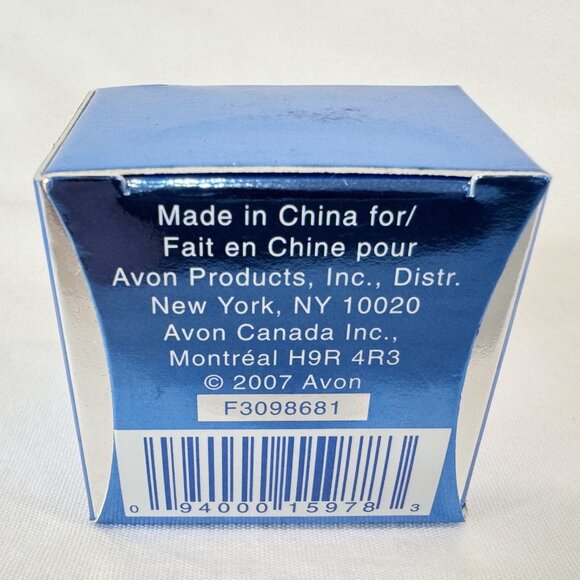 Made in China for/
Fait en Chine pour
Avon Products, Inc., Distr.
New York, NY 10020
Avon Canada Inc.,
Montréal H9R 4R3
© 2007 Avon
F3098681
0 94000 15978 3